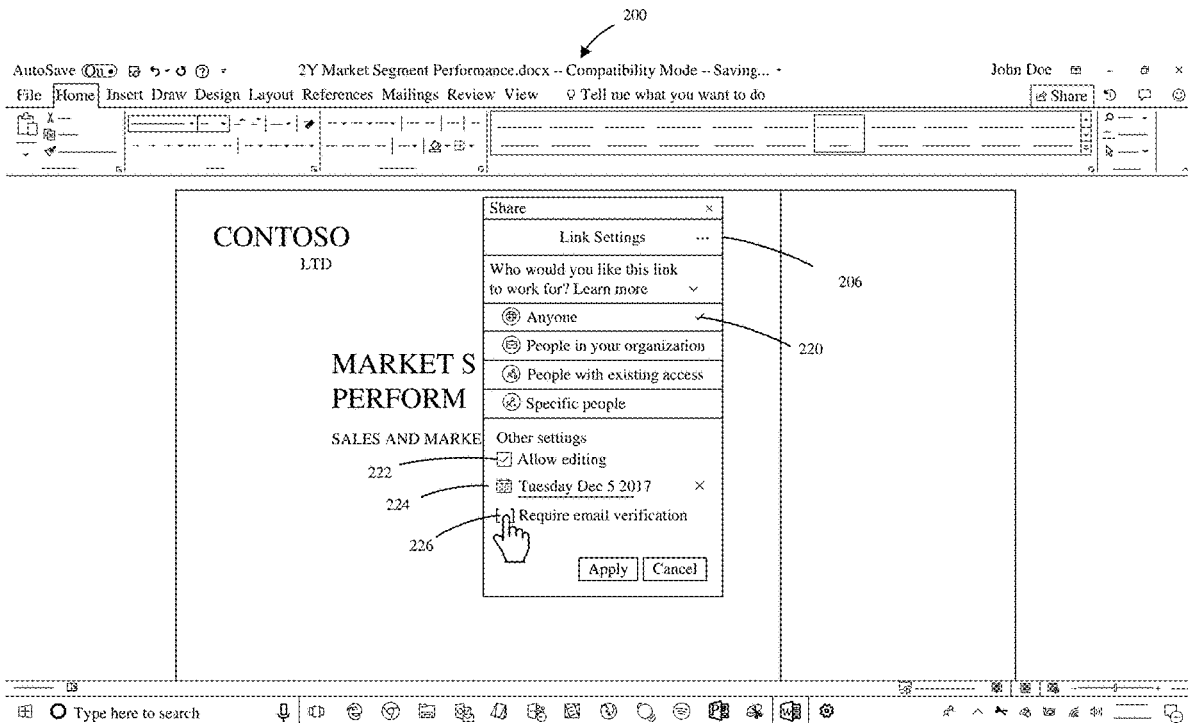 200
AutoSave On 2Y Market Segment Performance.docx -- Compatibility Mode -- Saving... John Doe
File Home Insert Draw Design Layout References Mailings Review View Tell me what you want to do Share
Share
CONTOSO
LTD
Link Settings ...
206
Who would you like this link
to work for? Learn more
Anyone
220
People in your organization
MARKET S
People with existing access
PERFORM
Specific people
SALES AND MARKE
Other settings
222
Allow editing
224
Tuesday Dec 5 2017
226
Require email verification
Apply Cancel
Type here to search